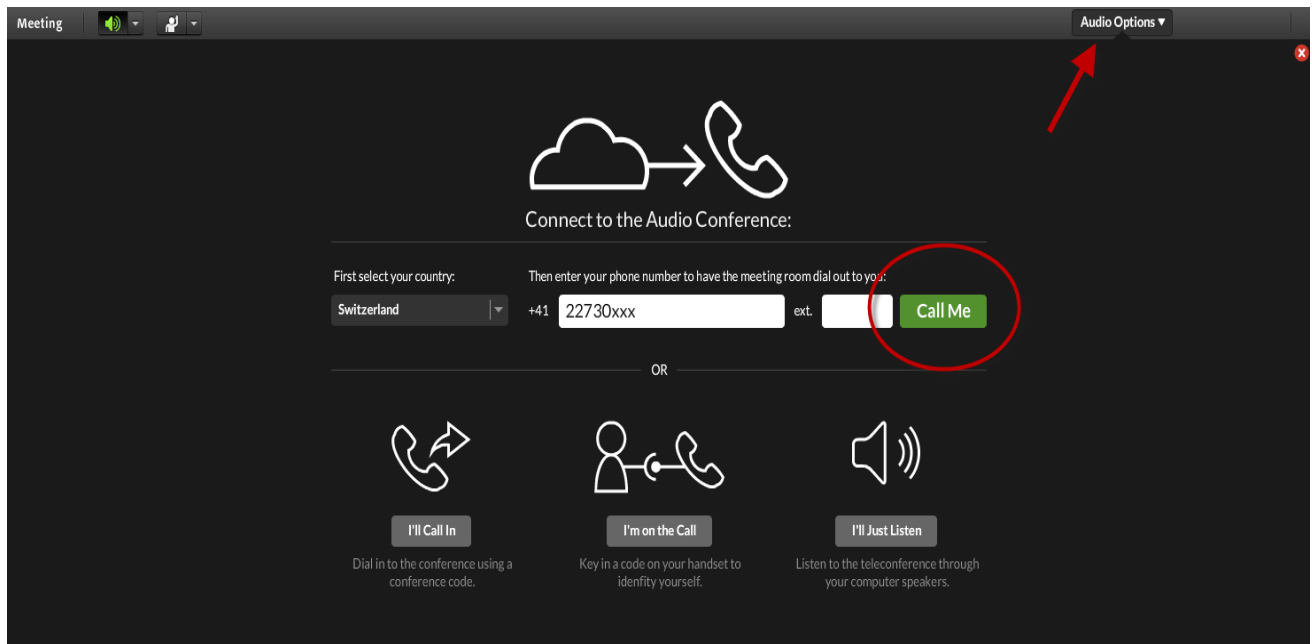 Meeting
Audio Options ▾
Connect to the Audio Conference:
First select your country:
Then enter your phone number to have the meeting room dial out to you:
Switzerland
+41
22730xxx
ext.
Call Me
OR
I'll Call In
I'm on the Call
I'll Just Listen
Dial in to the conference using a
conference code.
Key in a code on your handset to
idenfity yourself.
Listen to the teleconference through
your computer speakers.